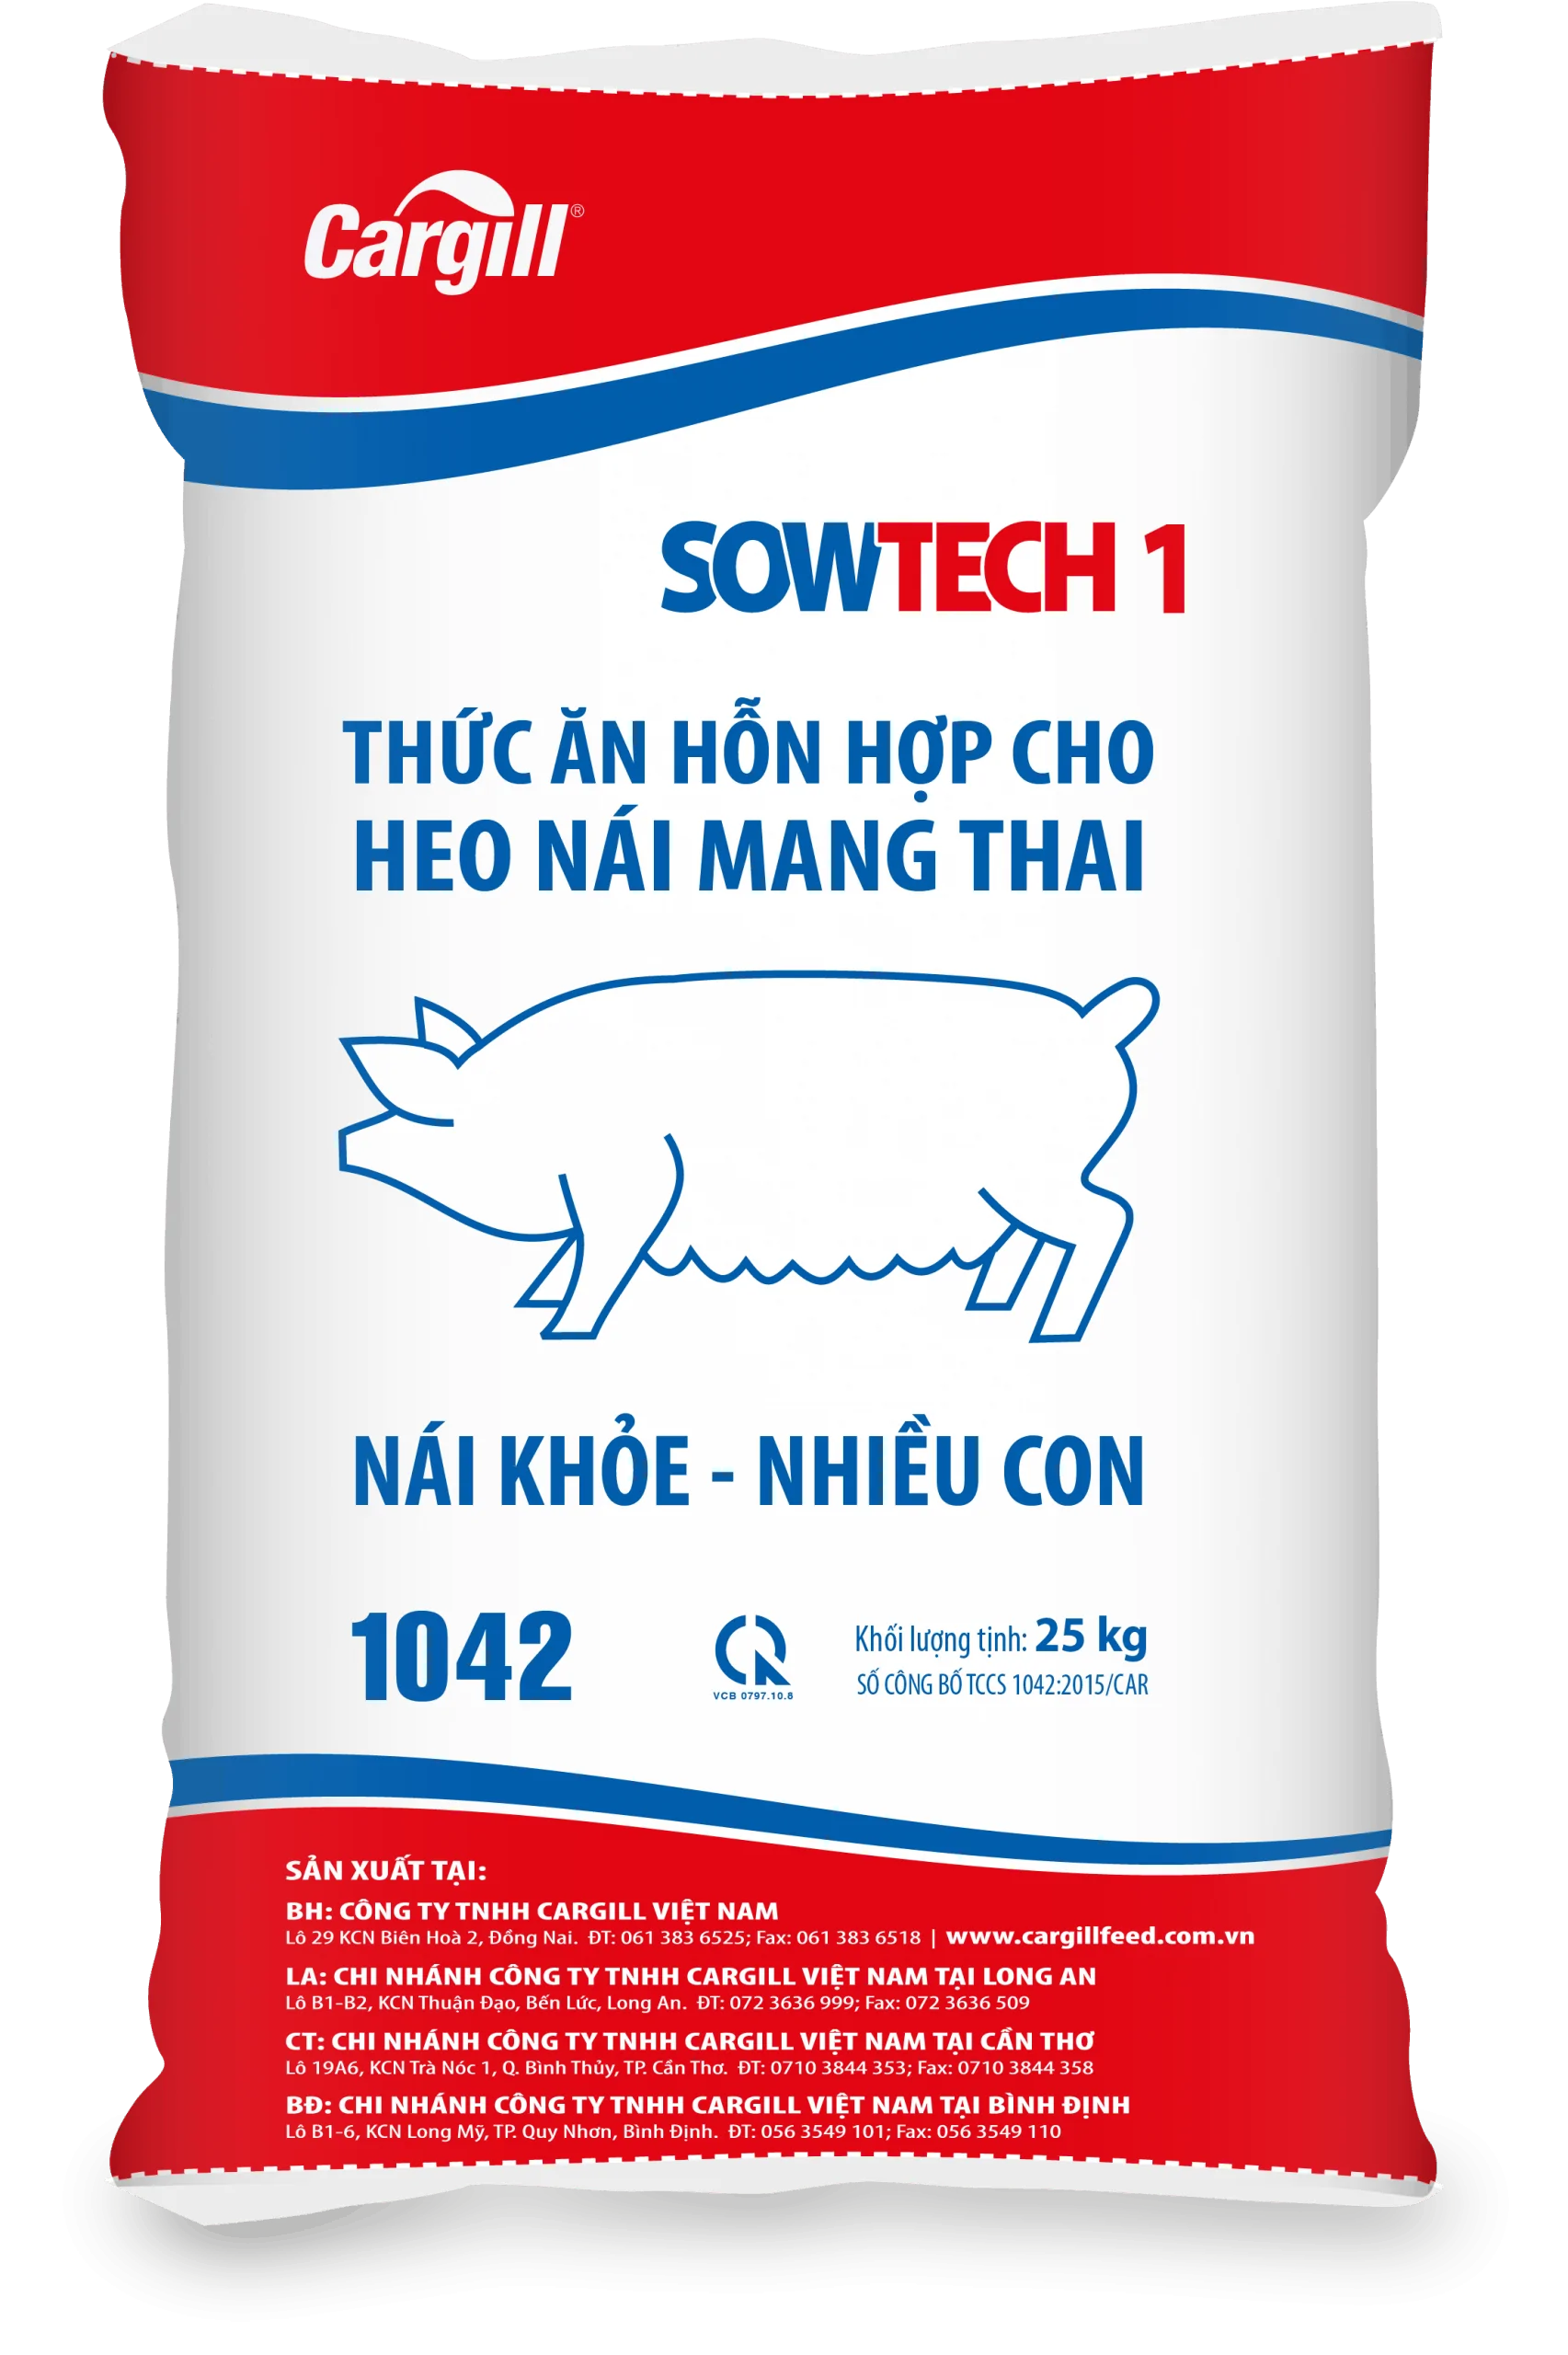 Cargill®
SOWTECH 1
THỨC ĂN HỖN HỢP CHO
HEO NÁI MANG THAI
NÁI KHỎE - NHIỀU CON
1042
VCB 0797.10.8
Khối lượng tịnh: 25 kg
SỐ CÔNG BỐ TCCS 1042:2015/CAR
SẢN XUẤT TẠI:
BH: CÔNG TY TNHH CARGILL VIỆT NAM
Lô 29 KCN Biên Hoà 2, Đồng Nai. ĐT: 061 383 6525; Fax: 061 383 6518 | www.cargillfeed.com.vn
LA: CHI NHÁNH CÔNG TY TNHH CARGILL VIỆT NAM TẠI LONG AN
Lô B1-B2, KCN Thuận Đạo, Bến Lức, Long An. ĐT: 072 3636 999; Fax: 072 3636 509
CT: CHI NHÁNH CÔNG TY TNHH CARGILL VIỆT NAM TẠI CẦN THƠ
Lô 19A6, KCN Trà Nóc 1, Q. Bình Thủy, TP. Cần Thơ. ĐT: 0710 3844 353; Fax: 0710 3844 358
BĐ: CHI NHÁNH CÔNG TY TNHH CARGILL VIỆT NAM TẠI BÌNH ĐỊNH
Lô B1-6, KCN Long Mỹ, TP. Quy Nhơn, Bình Định. ĐT: 056 3549 101; Fax: 056 3549 110